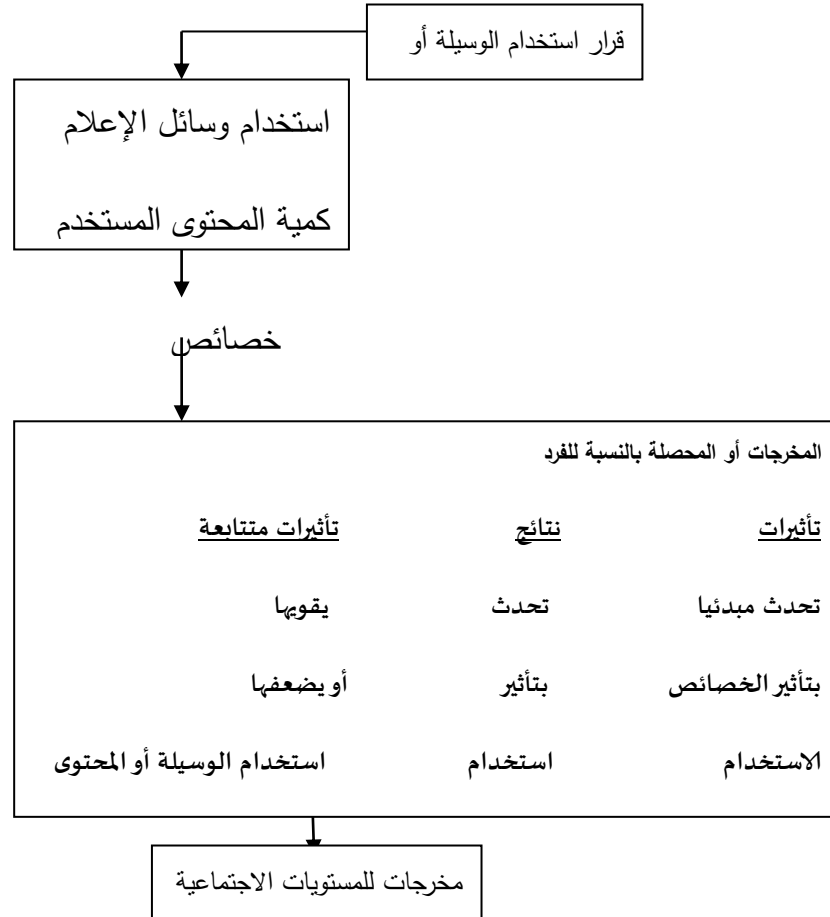 قرار استخدام الوسيلة أو
استخدام وسائل الإعلام
كمية المحتوى المستخدم
خصائص
المخرجات أو المحصلة بالنسبة للفرد
تأثيرات نتائج تأثيرات متتابعة
تحدث مبدئيا تحدث يقويها
بتأثير الخصائص بتأثير أو يضعفها
الاستخدام استخدام استخدام الوسيلة أو المحتوى
مخرجات للمستويات الاجتماعية